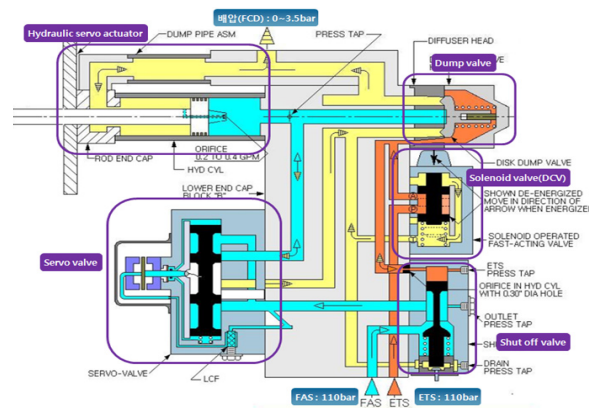 배압(FCD) : 0~3.5bar
Hydraulic servo actuator
DUMP PIPE ASM
PRESS TAP
DIFFUSER HEAD
Dump valve
ROD END CAP
ORIFICE
0.2 TO 0.4 GPM
HYD CYL
DISK DUMP VALVE
Solenoid valve(DCV)
LOWER END CAP
BLOCK "B"
SHOWN DE-ENERGIZED
MOVE IN DIRECTION OF
ARROW WHEN ENERGIZED
SOLENOID OPERATED
FAST-ACTING VALVE
Servo valve
ETS
PRESS TAP
ORIFICE IN HYD CYL
WITH 0.30" DIA HOLE
OUTLET
PRESS TAP
Shut off valve
DRAIN
PRESS TAP
SERVO-VALVE
LCF
FAS : 110bar
FAS
ETS
ETS : 110bar